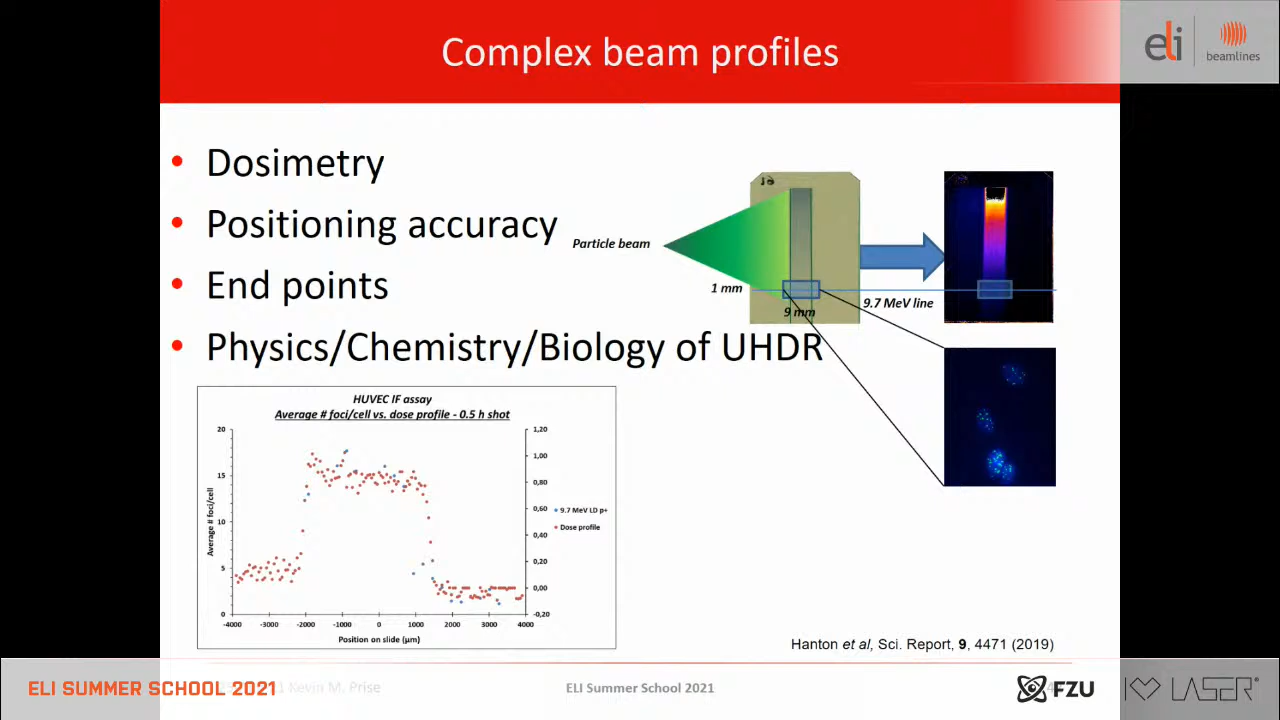 Complex beam profiles
eli
beamlines
• Dosimetry
• Positioning accuracy
• End points
• Physics/Chemistry/Biology of UHDR
Particle beam
1 mm
9 mm
9.7 MeV line
HUVEC IF assay
Average # foci/cell vs. dose profile - 0.5 h shot
20
15
10
5
0
Average # foci/cell
1,20
1,00
0,80
0,60
0,40
0,20
0,00
-0,20
9.7 MeV LD p+
Dose profile
-4000 -3000 -2000 -1000 0 1000 2000 3000 4000
Position on slide (µm)
Hanton et al, Sci. Report, 9, 4471 (2019)
ELI SUMMER SCHOOL 2021
Kevin M. Prise
ELI Summer School 2021
FZU
LASER